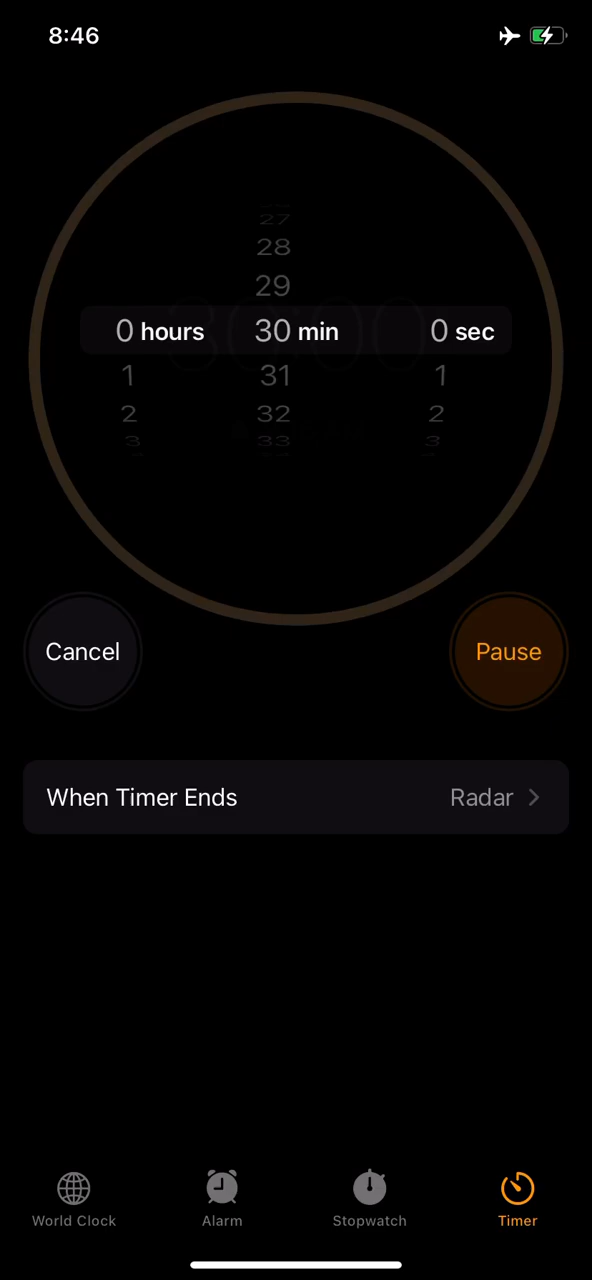 8:46
27
28
29
0 hours 30 min 0 sec
1 31 1
2 32 2
3 33 3
Cancel Pause
When Timer Ends Radar
World Clock Alarm Stopwatch Timer